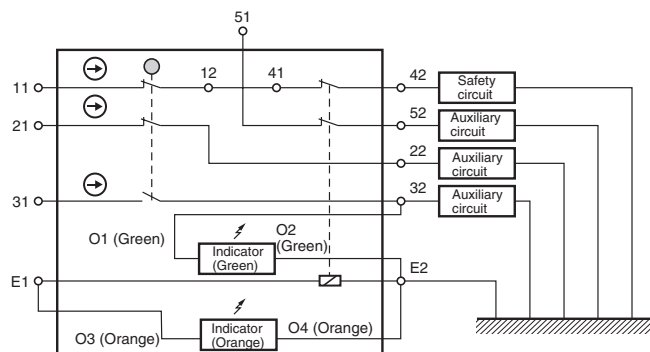 51
11
12
41
42
Safety
circuit
21
52
Auxiliary
circuit
22
Auxiliary
circuit
31
32
Auxiliary
circuit
O1 (Green)
O2
(Green)
Indicator
(Green)
E1
E2
O3 (Orange)
Indicator
(Orange)
O4 (Orange)